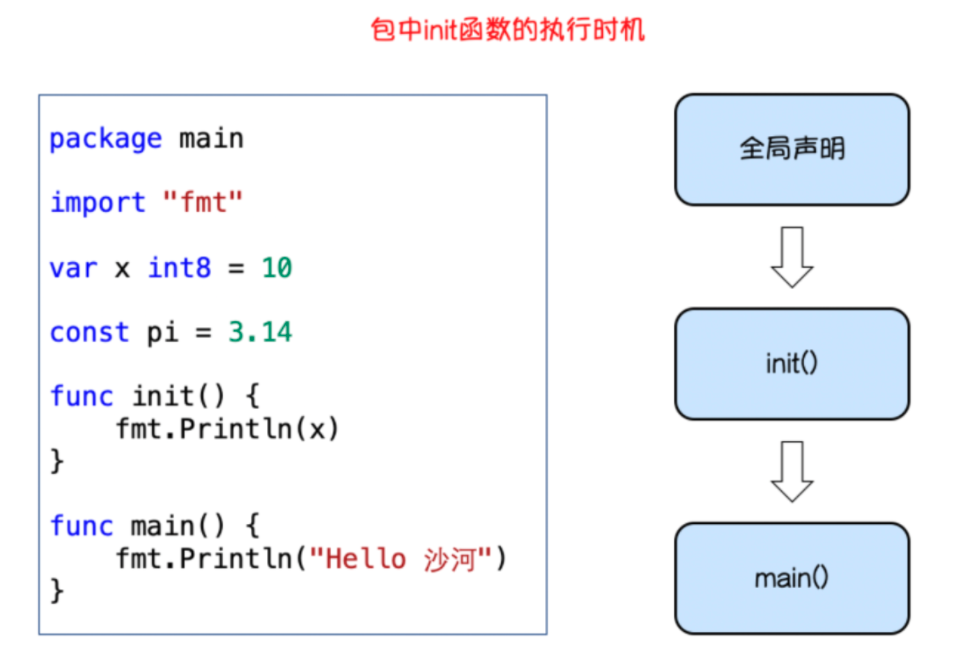 包中init函数的执行时机
package main
import "fmt"
var x int8 = 10
const pi = 3.14
func init() {
    fmt.Println(x)
}
func main() {
    fmt.Println("Hello 沙河")
}
全局声明
init()
main()